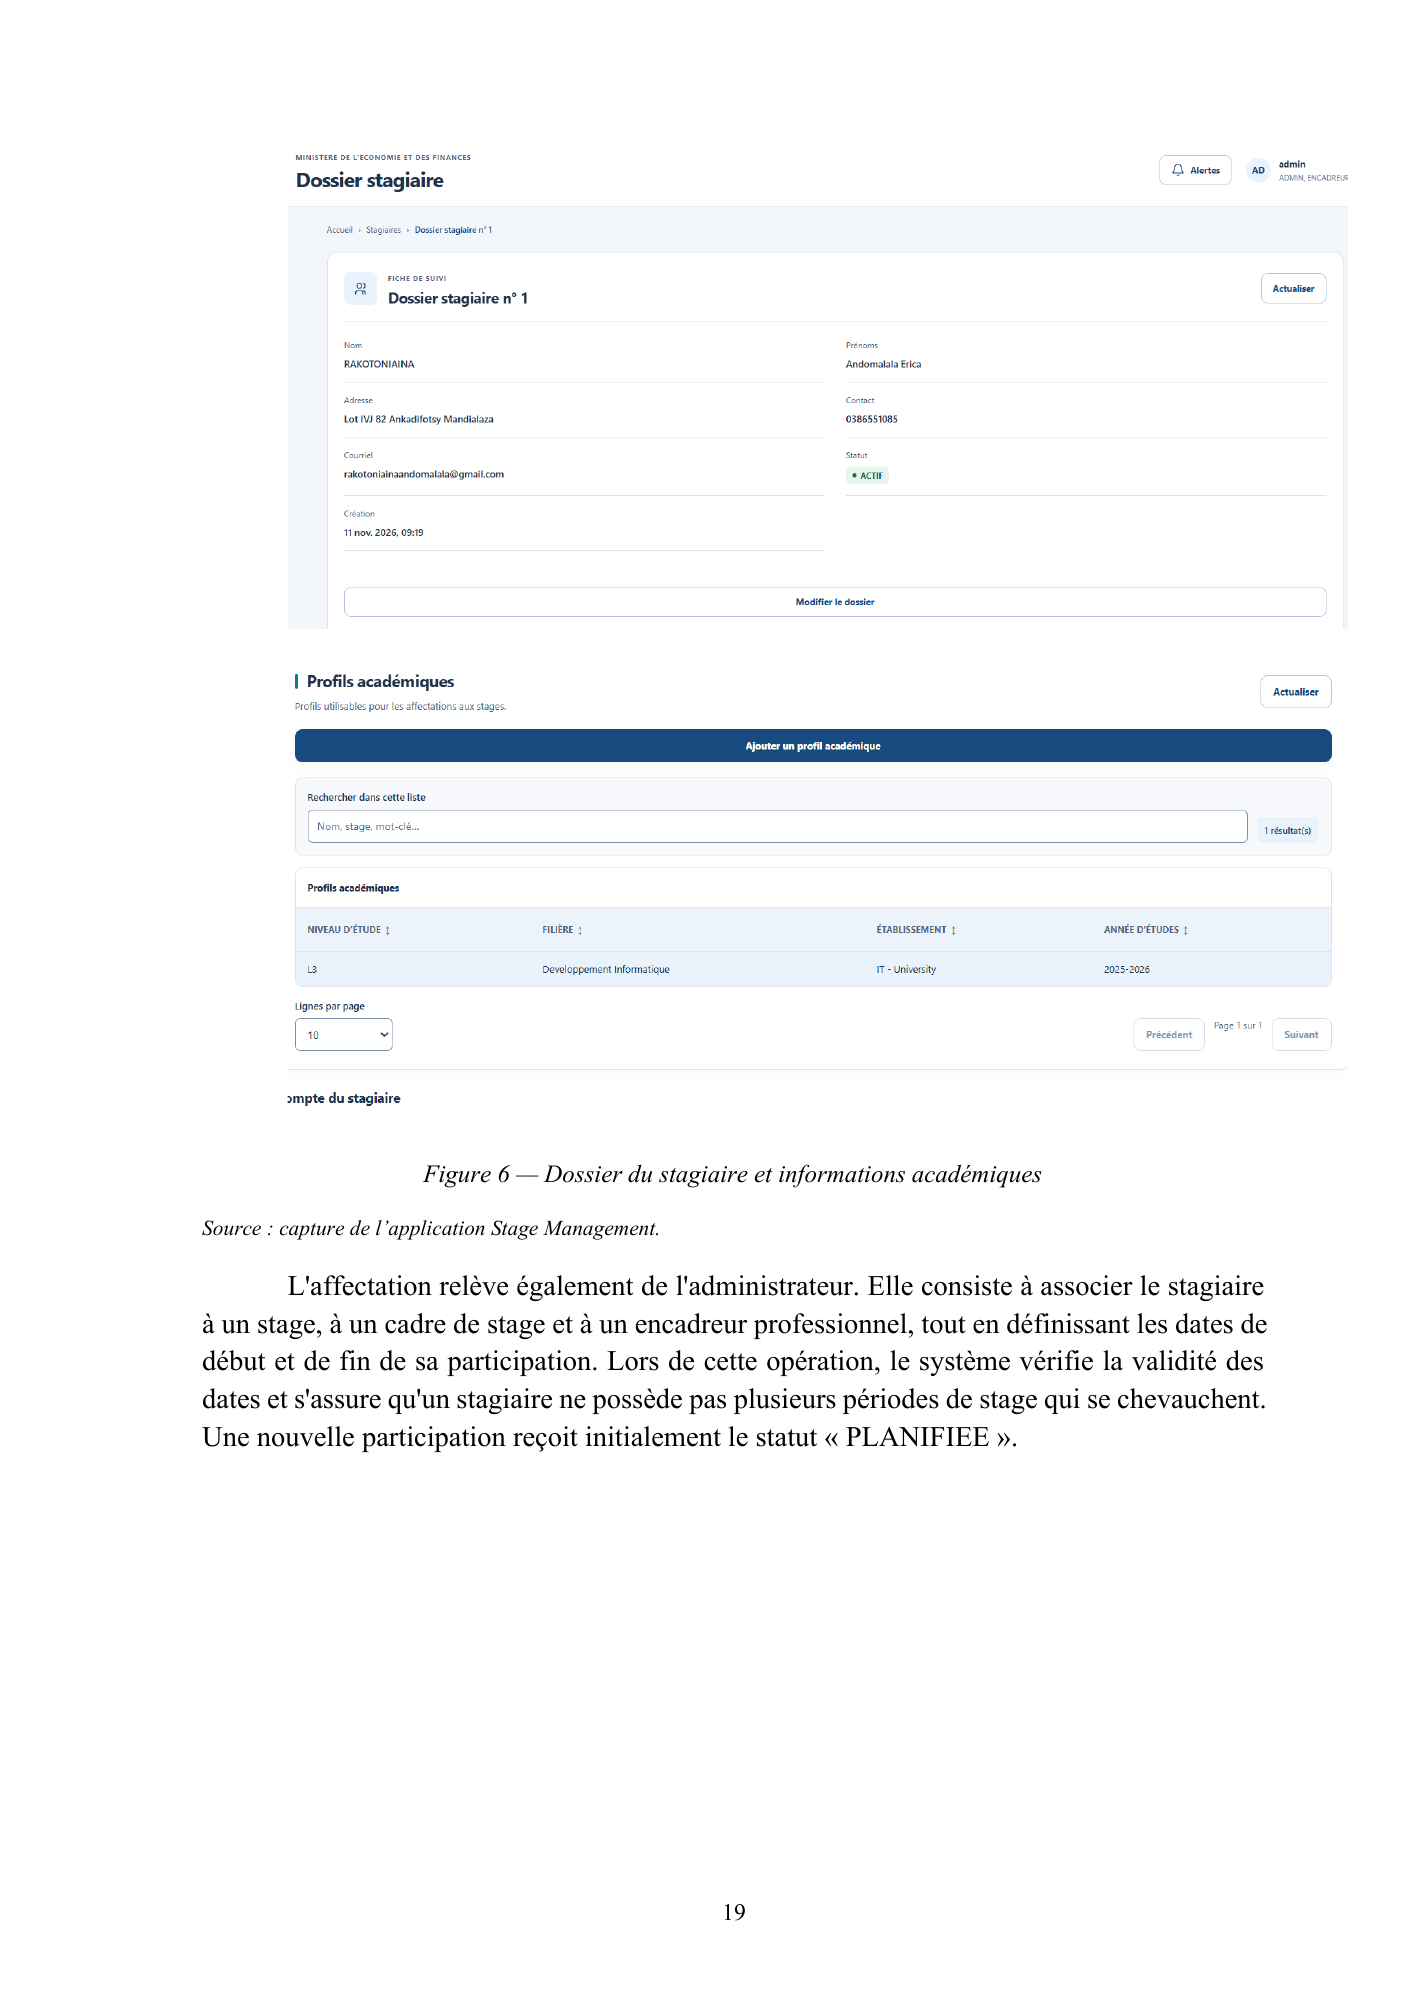 MINISTERE DE L'ECONOMIE ET DES FINANCES
Dossier stagiaire
Alertes
AD
admin
ADMIN, ENCADREUR
Accueil › Stagiaires › Dossier stagiaire n° 1
FICHE DE SUIVI
Dossier stagiaire n° 1
Actualiser
Nom
RAKOTONIAINA
Prénoms
Andomalala Erica
Adresse
Lot IVJ 82 Ankadifotsy Mandialaza
Contact
0386551085
Courriel
rakotoniainaandomalala@gmail.com
Statut
• ACTIF
Création
11 nov. 2026, 09:19
Modifier le dossier
Profils académiques
Profils utilisables pour les affectations aux stages.
Actualiser
Ajouter un profil académique
Rechercher dans cette liste
Nom, stage, mot-clé...
1 résultat(s)
Profils académiques
NIVEAU D'ÉTUDE ↕ FILIÈRE ↕ ÉTABLISSEMENT ↕ ANNÉE D'ÉTUDES ↕
L3 Developpement Informatique IT - University 2025-2026
Lignes par page
10
Précédent
Page 1 sur 1
Suivant
ompte du stagiaire
Figure 6 — Dossier du stagiaire et informations académiques
Source : capture de l’application Stage Management.
L'affectation relève également de l'administrateur. Elle consiste à associer le stagiaire
à un stage, à un cadre de stage et à un encadreur professionnel, tout en définissant les dates de
début et de fin de sa participation. Lors de cette opération, le système vérifie la validité des
dates et s'assure qu'un stagiaire ne possède pas plusieurs périodes de stage qui se chevauchent.
Une nouvelle participation reçoit initialement le statut « PLANIFIEE ».
19